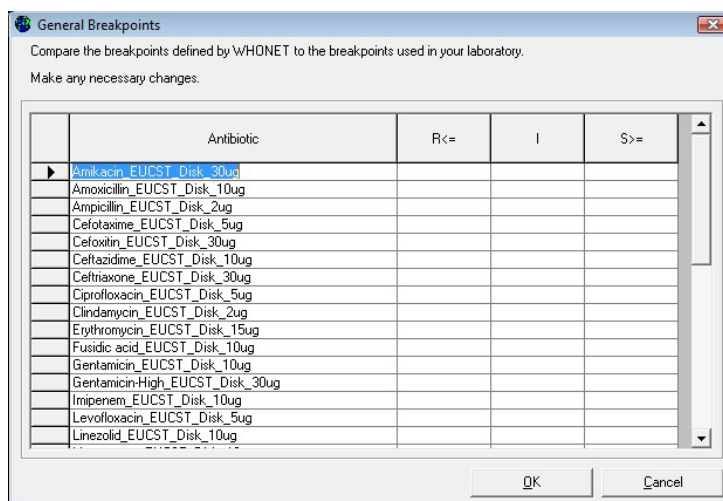 General Breakpoints
Compare the breakpoints defined by WHONET to the breakpoints used in your laboratory.
Make any necessary changes.
Antibiotic R<= I S>=
Amikacin_EUCST_Disk_30ug
Amoxicillin_EUCST_Disk_10ug
Ampicillin_EUCST_Disk_2ug
Cefotaxime_EUCST_Disk_5ug
Cefoxitin_EUCST_Disk_30ug
Ceftazidime_EUCST_Disk_10ug
Ceftriaxone_EUCST_Disk_30ug
Ciprofloxacin_EUCST_Disk_5ug
Clindamycin_EUCST_Disk_2ug
Erythromycin_EUCST_Disk_15ug
Fusidic acid_EUCST_Disk_10ug
Gentamicin_EUCST_Disk_10ug
Gentamicin-High_EUCST_Disk_30ug
Imipenem_EUCST_Disk_10ug
Levofloxacin_EUCST_Disk_5ug
Linezolid_EUCST_Disk_10ug
OK Cancel